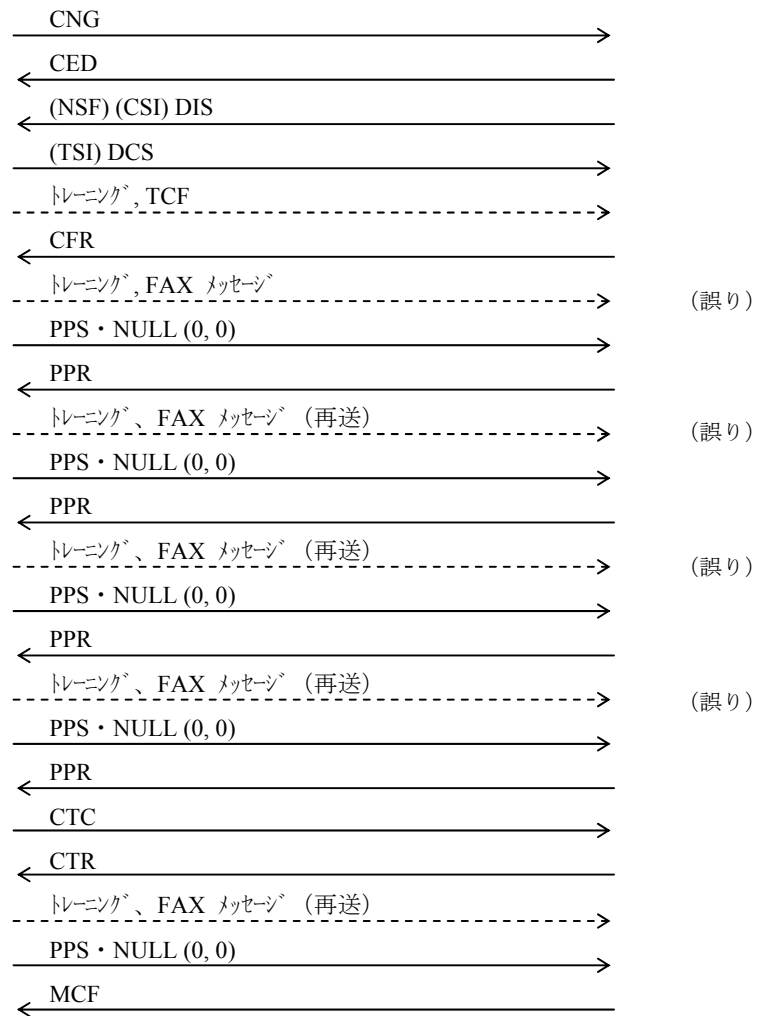 CNG
CED
(NSF) (CSI) DIS
(TSI) DCS
ﾄﾚｰﾆﾝｸﾞ, TCF
CFR
ﾄﾚｰﾆﾝｸﾞ, FAX ﾒｯｾｰｼﾞ (誤り)
PPS・NULL (0, 0)
PPR
ﾄﾚｰﾆﾝｸﾞ、FAX ﾒｯｾｰｼﾞ (再送) (誤り)
PPS・NULL (0, 0)
PPR
ﾄﾚｰﾆﾝｸﾞ、FAX ﾒｯｾｰｼﾞ (再送) (誤り)
PPS・NULL (0, 0)
PPR
ﾄﾚｰﾆﾝｸﾞ、FAX ﾒｯｾｰｼﾞ (再送) (誤り)
PPS・NULL (0, 0)
PPR
CTC
CTR
ﾄﾚｰﾆﾝｸﾞ、FAX ﾒｯｾｰｼﾞ (再送)
PPS・NULL (0, 0)
MCF